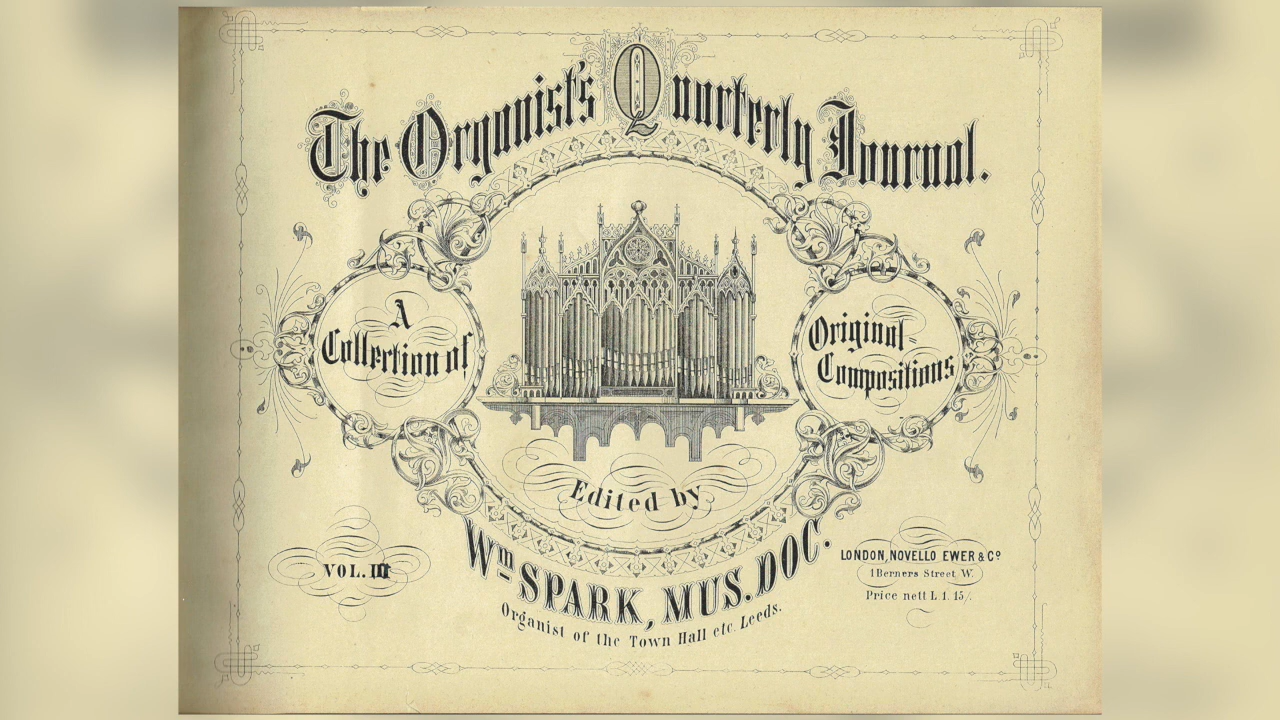 The Organist's Quarterly Journal.
A
Collection of
Original=
Compositions
Edited by
Wm SPARK, MUS. DOC.
Organist of the Town Hall etc. Leeds.
VOL. III
LONDON, NOVELLO EWER & Co
1 Berners Street W.
Price nett L 1. 15/.